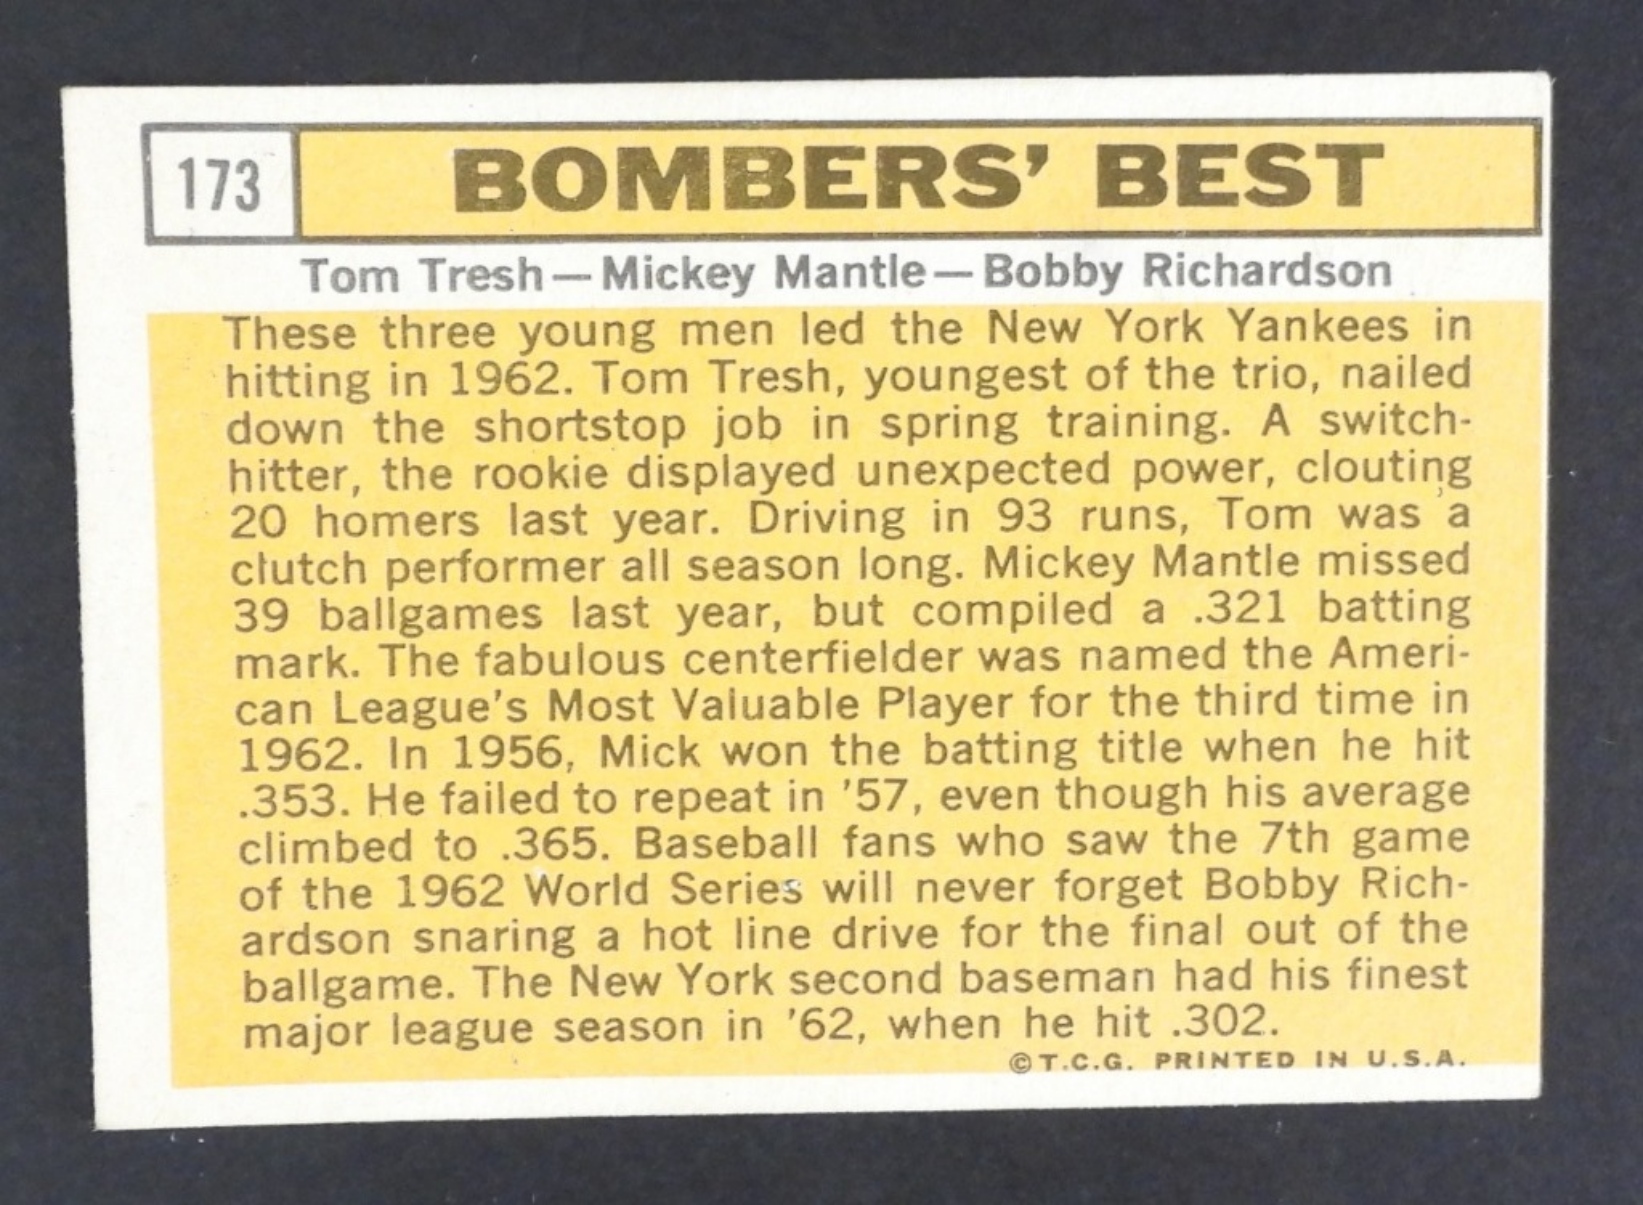 173
BOMBERS' BEST
Tom Tresh—Mickey Mantle—Bobby Richardson
These three young men led the New York Yankees in
hitting in 1962. Tom Tresh, youngest of the trio, nailed
down the shortstop job in spring training. A switch-
hitter, the rookie displayed unexpected power, clouting
20 homers last year. Driving in 93 runs, Tom was a
clutch performer all season long. Mickey Mantle missed
39 ballgames last year, but compiled a .321 batting
mark. The fabulous centerfielder was named the Ameri-
can League's Most Valuable Player for the third time in
1962. In 1956, Mick won the batting title when he hit
.353. He failed to repeat in '57, even though his average
climbed to .365. Baseball fans who saw the 7th game
of the 1962 World Series will never forget Bobby Rich-
ardson snaring a hot line drive for the final out of the
ballgame. The New York second baseman had his finest
major league season in '62, when he hit .302.
©T.C.G. PRINTED IN U.S.A.